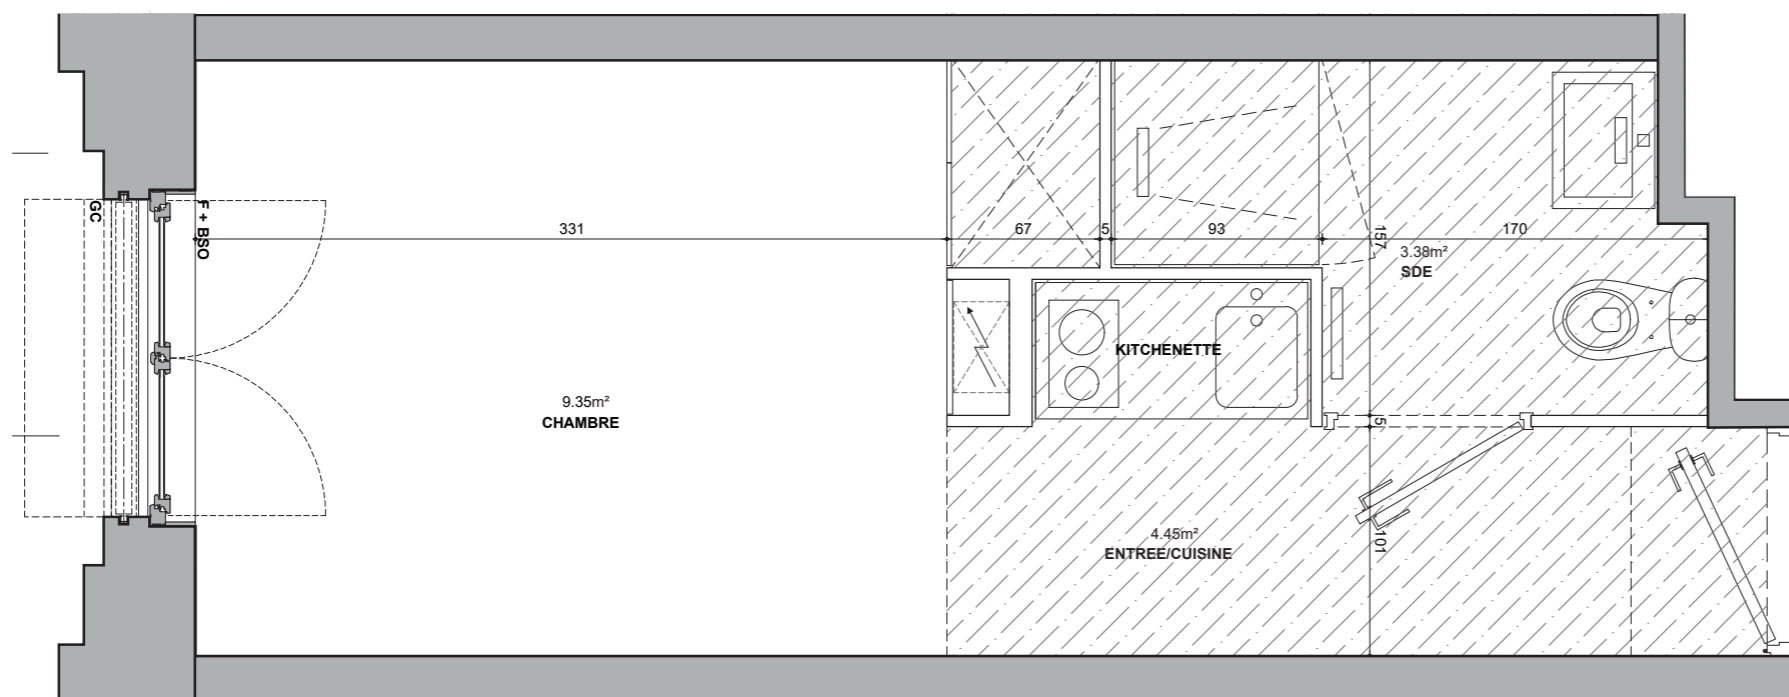 GC
F + BSO
331
67
5
93
157
170
3.38m²
SDE
KITCHENETTE
9.35m²
CHAMBRE
5
4.45m²
ENTREE/CUISINE
101